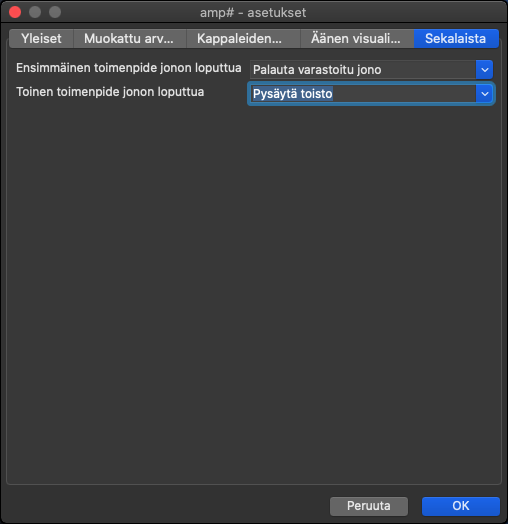 amp# - asetukset
Yleiset Muokattu arv... Kappaleiden... Äänen visuali... Sekalaista
Ensimmäinen toimenpide jonon loputtua Palauta varastoitu jono
Toinen toimenpide jonon loputtua Pysäytä toisto
Peruuta OK